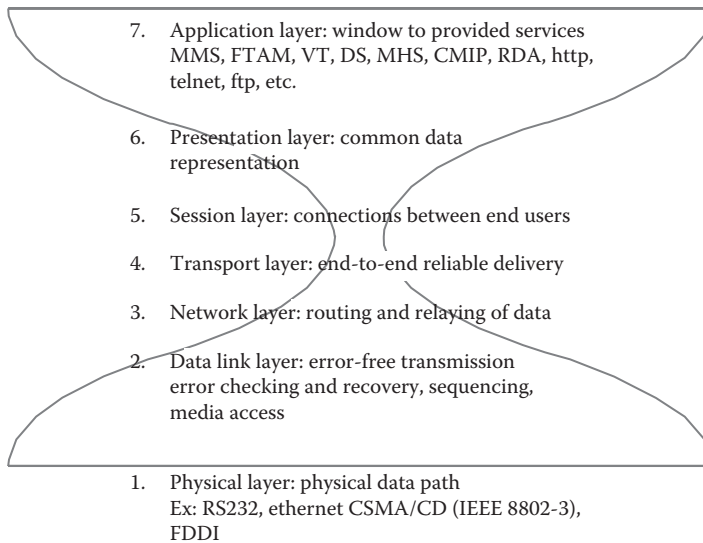 7. Application layer: window to provided services
MMS, FTAM, VT, DS, MHS, CMIP, RDA, http,
telnet, ftp, etc.
6. Presentation layer: common data
representation
5. Session layer: connections between end users
4. Transport layer: end-to-end reliable delivery
3. Network layer: routing and relaying of data
2. Data link layer: error-free transmission
error checking and recovery, sequencing,
media access
1. Physical layer: physical data path
Ex: RS232, ethernet CSMA/CD (IEEE 8802-3),
FDDI